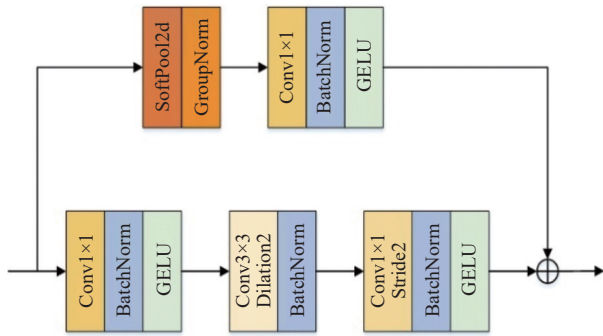 SoftPool2d
GroupNorm
Conv1×1
BatchNorm
GELU
Conv1×1
BatchNorm
GELU
Conv3×3
Dilation2
BatchNorm
Conv1×1
Stride2
BatchNorm
GELU